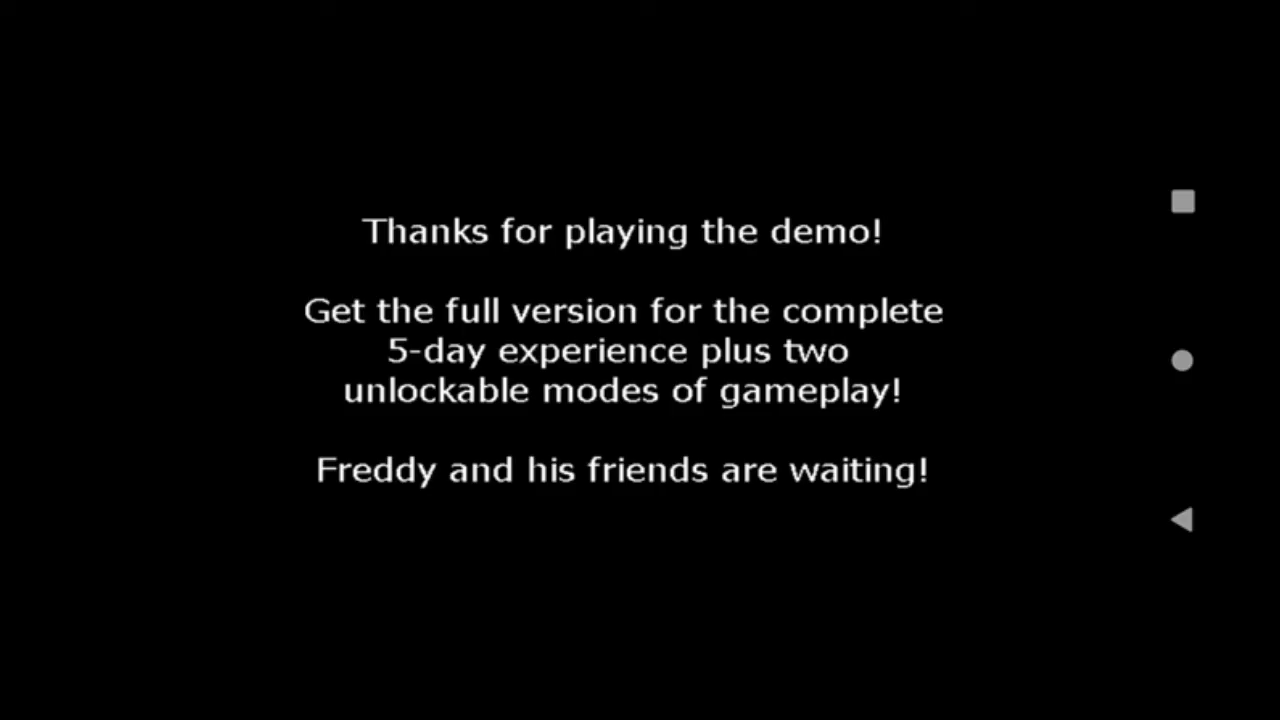 Thanks for playing the demo!
Get the full version for the complete
5-day experience plus two
unlockable modes of gameplay!
Freddy and his friends are waiting!